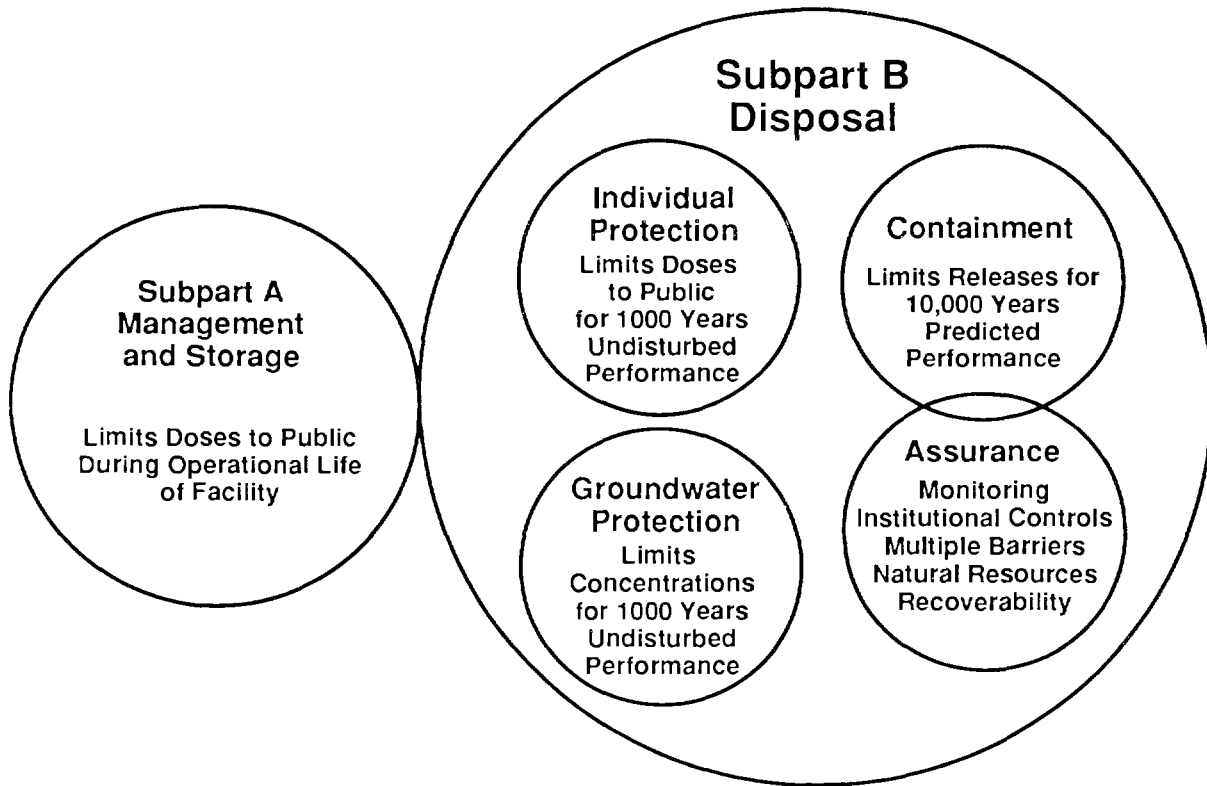 Subpart A
Management
and Storage
Limits Doses to Public
During Operational Life
of Facility
Subpart B
Disposal
Individual
Protection
Limits Doses
to Public
for 1000 Years
Undisturbed
Performance
Containment
Limits Releases for
10,000 Years
Predicted
Performance
Groundwater
Protection
Limits
Concentrations
for 1000 Years
Undisturbed
Performance
Assurance
Monitoring
Institutional Controls
Multiple Barriers
Natural Resources
Recoverability